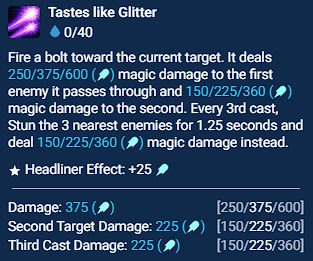 Tastes like Glitter
0/40
Fire a bolt toward the current target. It deals
250/375/600 ( ) magic damage to the first
enemy it passes through and 150/225/360 ( )
magic damage to the second. Every 3rd cast,
Stun the 3 nearest enemies for 1.25 seconds and
deal 150/225/360 ( ) magic damage instead.
Headliner Effect: +25
Damage: 375 ( ) [250/375/600]
Second Target Damage: 225 ( ) [150/225/360]
Third Cast Damage: 225 ( ) [150/225/360]